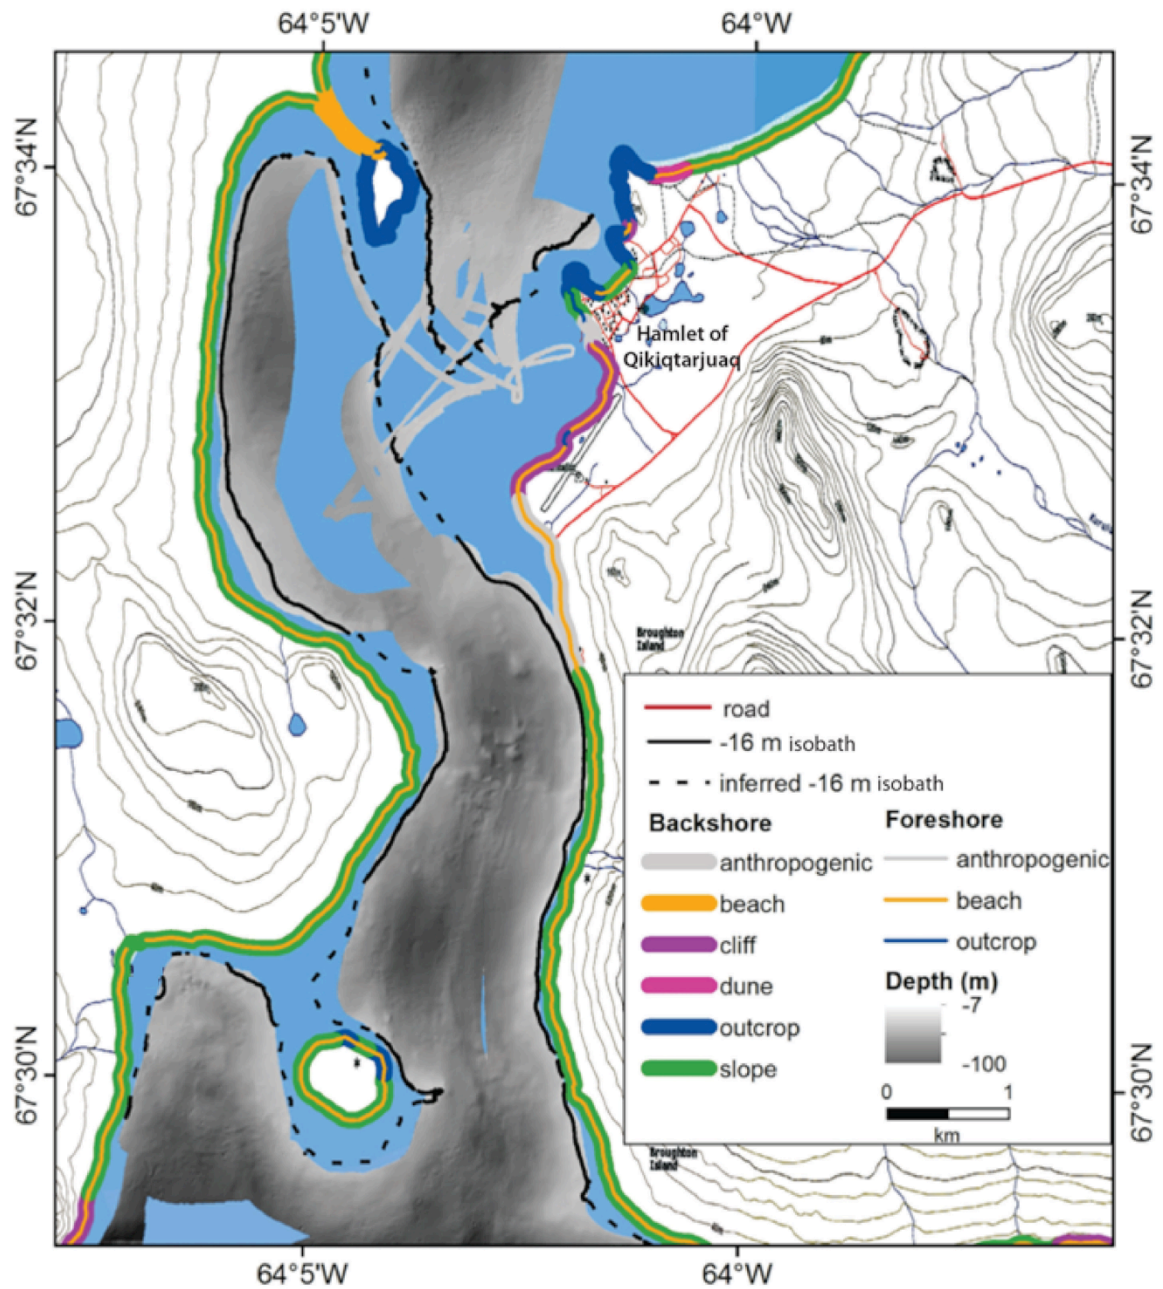 64°5'W 64°W
67°34'N
67°34'N
Hamlet of
Qikiqtarjuaq
67°32'N
67°32'N
Broughton
Island
road
-16 m isobath
inferred -16 m isobath
Backshore
anthropogenic
beach
cliff
dune
outcrop
slope
Foreshore
anthropogenic
beach
outcrop
Depth (m)
-7
-100
0 1
km
67°30'N
67°30'N
Broughton
Island
64°5'W 64°W